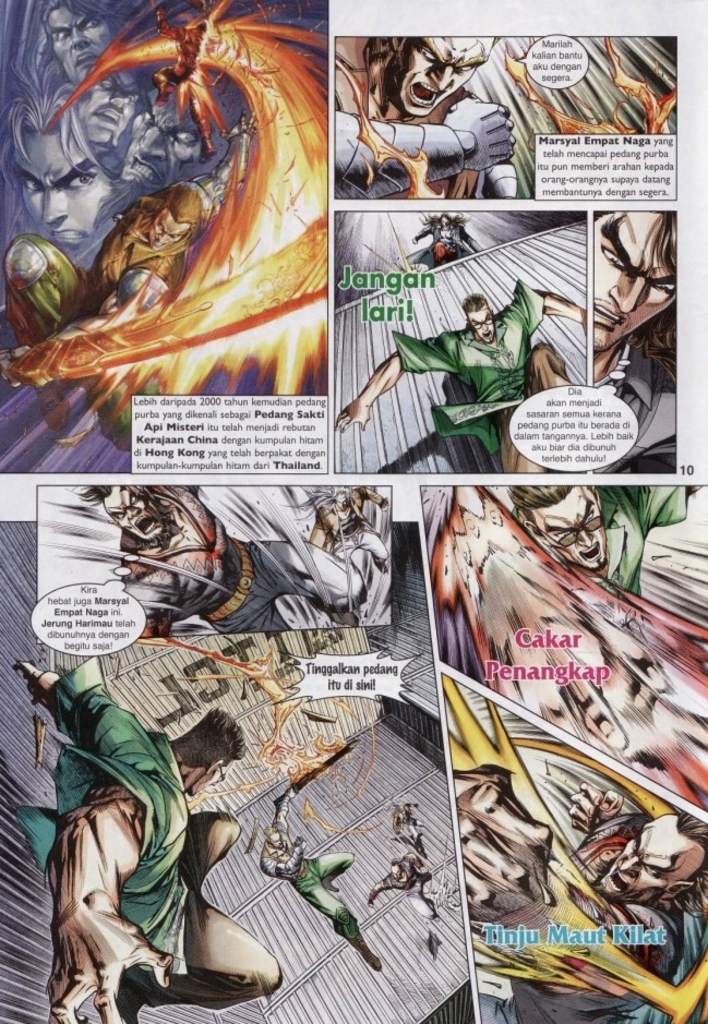 Lebih daripada 2000 tahun kemudian pedang
purba yang dikenali sebagai Pedang Sakti
Api Misteri itu telah menjadi rebutan
Kerajaan China dengan kumpulan hitam
di Hong Kong yang telah berpakat dengan
kumpulan-kumpulan hitam dari Thailand.
Marilah
kalian bantu
aku dengan
segera.
Marsyal Empat Naga yang
telah mencapai pedang purba
itu pun memberi arahan kepada
orang-orangnya supaya datang
membantunya dengan segera.
Jangan
lari!
Dia
akan menjadi
sasaran semua kerana
pedang purba itu berada di
dalam tangannya. Lebih baik
aku biar dia dibunuh
terlebih dahulu!
10
Kira
hebat juga Marsyal
Empat Naga ini.
Jerung Harimau telah
dibunuhnya dengan
begitu saja!
Tinggalkan pedang
itu di sini!
Cakar
Penangkap
Tinju Maut Kilat